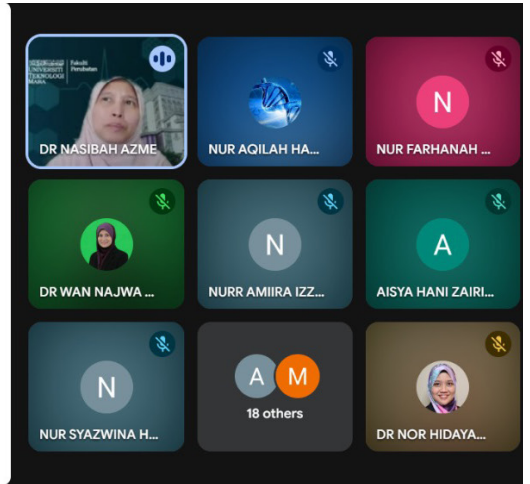 UNIVERSITI
TEKNOLOGI
MARA
Fakulti
Perubatan
DR NASIBAH AZME
NUR AQILAH HA...
N
NUR FARHANAH ...
DR WAN NAJWA ...
N
NURR AMIIRA IZZ...
A
AISYA HANI ZAIRI...
N
NUR SYAZWINA H...
A M
18 others
DR NOR HIDAYA...